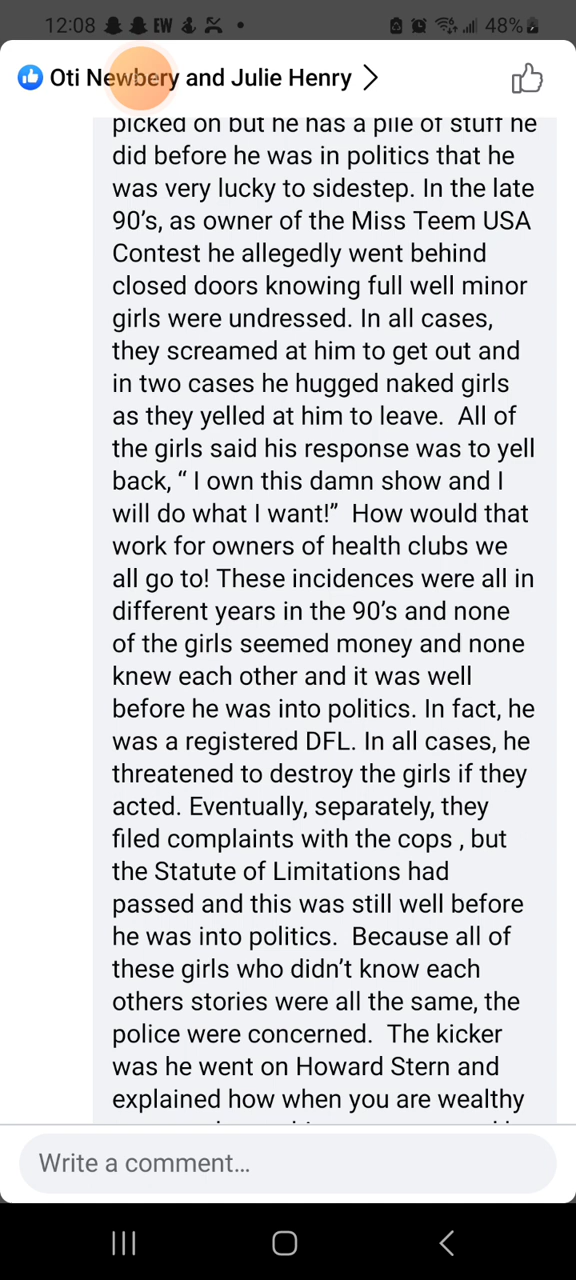 12:08 EW 48%
Oti Newbery and Julie Henry
picked on but he has a pile of stuff he
did before he was in politics that he
was very lucky to sidestep. In the late
90’s, as owner of the Miss Teem USA
Contest he allegedly went behind
closed doors knowing full well minor
girls were undressed. In all cases,
they screamed at him to get out and
in two cases he hugged naked girls
as they yelled at him to leave.  All of
the girls said his response was to yell
back, “ I own this damn show and I
will do what I want!”  How would that
work for owners of health clubs we
all go to! These incidences were all in
different years in the 90’s and none
of the girls seemed money and none
knew each other and it was well
before he was into politics. In fact, he
was a registered DFL. In all cases, he
threatened to destroy the girls if they
acted. Eventually, separately, they
filed complaints with the cops , but
the Statute of Limitations had
passed and this was still well before
he was into politics.  Because all of
these girls who didn’t know each
others stories were all the same, the
police were concerned.  The kicker
was he went on Howard Stern and
explained how when you are wealthy
Write a comment…